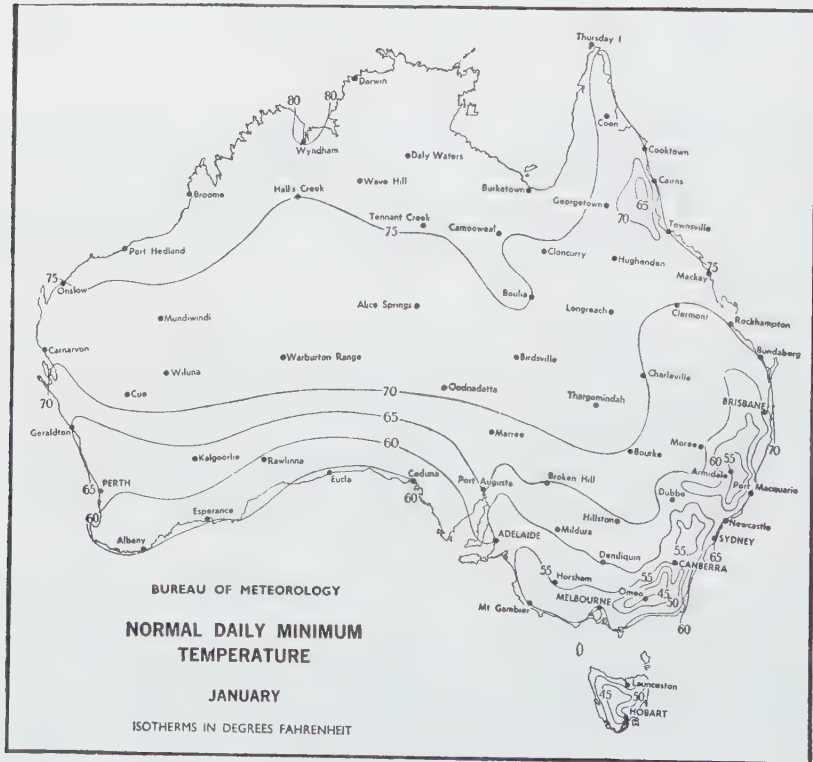 Thursday I
Darwin
80 80
Coen
Wyndham
Daly Waters
Cooktown
Wave Hill
Cairns
Broome
Halls Creek
Burketown
65
Georgetown
70
Tennant Creek
75
Camooweal
Townsville
Port Hedland
Cloncurry
Hughenden
75
75
Mackay
Onslow
Boulia
Alice Springs
Longreach
Clermont
Mundiwindi
Rockhampton
Carnarvon
Warburton Range
Birdsville
Bundaberg
Wiluna
Charleville
70
Cue
70
Oodnadatta
Thargomindah
BRISBANE
65
Geraldton
60
Marree
Moree
70
Bourke
60
55
Kalgoorlie
Rawlinna
Armidale
Eucla
Ceduna
Broken Hill
Port
65
PERTH
Port Augusta
Macquarie
60
Dubbo
60
Esperance
Hillston
Newcastle
Mildura
SYDNEY
Albany
ADELAIDE
65
55
Deniliquin
CANBERRA
BUREAU OF METEOROLOGY
55
Horsham
55
Omeo
45
50
MELBOURNE
Mt Gambier
60
NORMAL DAILY MINIMUM
TEMPERATURE
JANUARY
Launceston
45
50
HOBART
ISOTHERMS IN DEGREES FAHRENHEIT